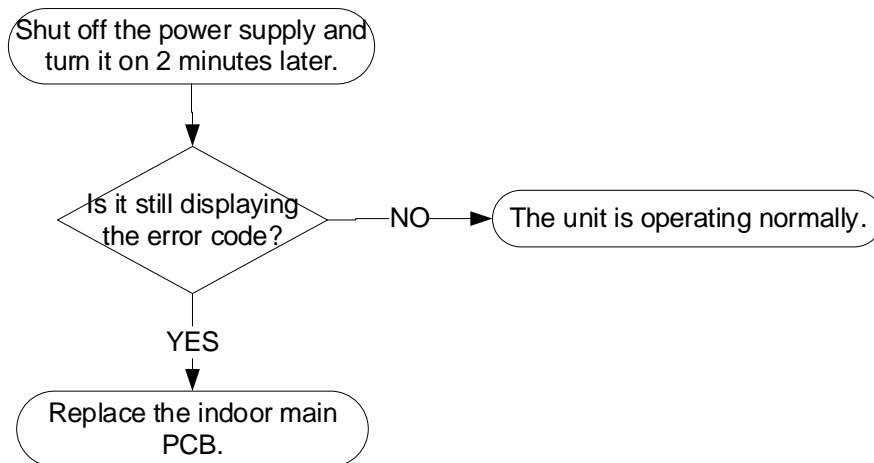 Shut off the power supply and
turn it on 2 minutes later.
Is it still displaying
the error code?
NO
The unit is operating normally.
YES
Replace the indoor main
PCB.